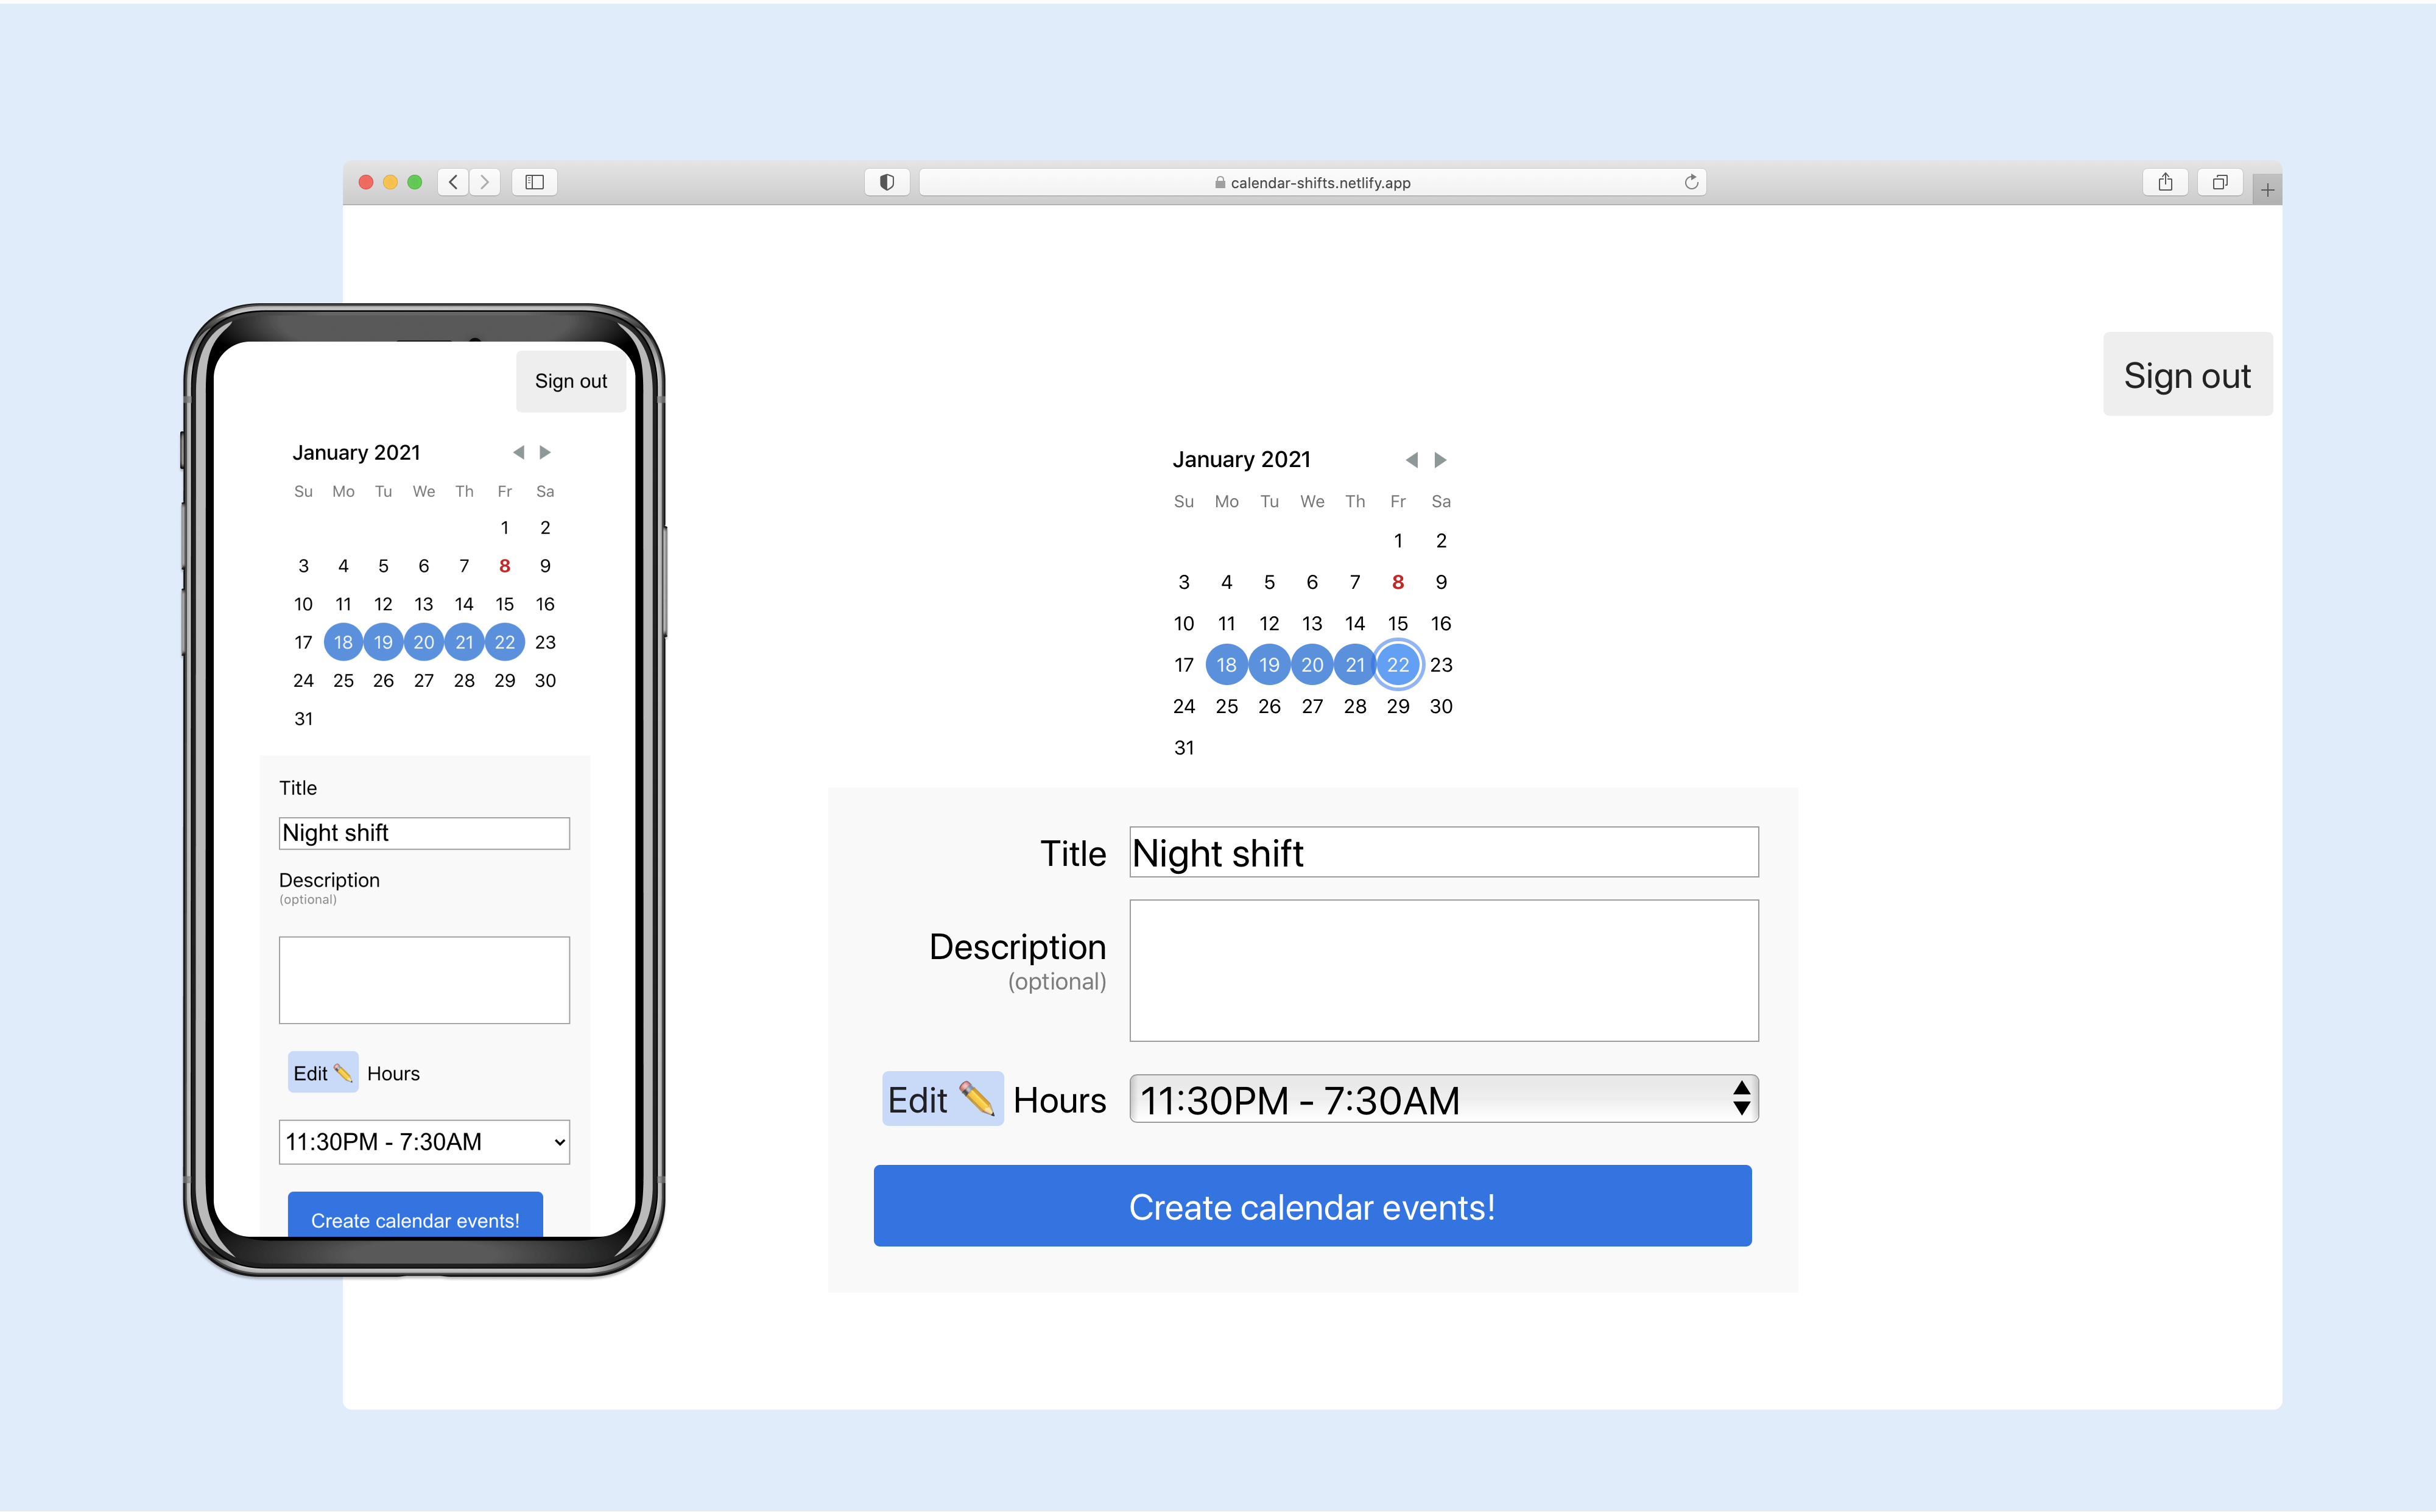 calendar-shifts.netlify.app
Sign out
January 2021
Su Mo Tu We Th Fr Sa
1 2
3 4 5 6 7 8 9
10 11 12 13 14 15 16
17 18 19 20 21 22 23
24 25 26 27 28 29 30
31
Title
Night shift
Description
(optional)
Edit ✏️ Hours
11:30PM - 7:30AM
Create calendar events!
Sign out
January 2021
Su Mo Tu We Th Fr Sa
1 2
3 4 5 6 7 8 9
10 11 12 13 14 15 16
17 18 19 20 21 22 23
24 25 26 27 28 29 30
31
Title Night shift
Description
(optional)
Edit ✏️ Hours 11:30PM - 7:30AM
Create calendar events!